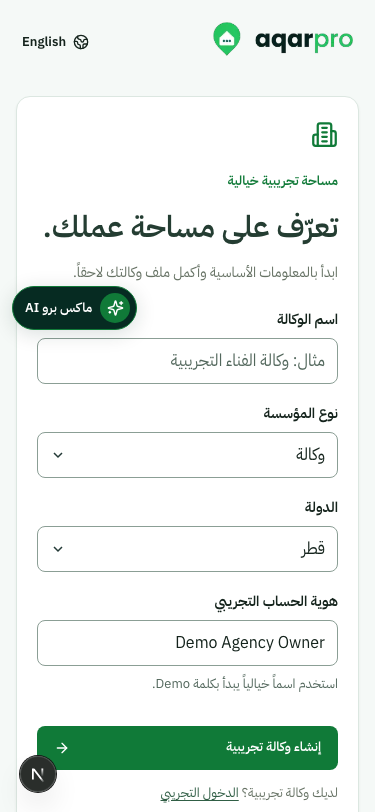 aqarpro
English
مساحة تجريبية خيالية
تعرّف على مساحة عملك.
ابدأ بالمعلومات الأساسية وأكمل ملف وكالتك لاحقاً.
ماكس برو AI
اسم الوكالة
مثال: وكالة الفناء التجريبية
نوع المؤسسة
وكالة
الدولة
قطر
هوية الحساب التجريبي
Demo Agency Owner
استخدم اسماً خيالياً يبدأ بكلمة Demo.
إنشاء وكالة تجريبية
N
لديك وكالة تجريبية؟ الدخول التجريبي